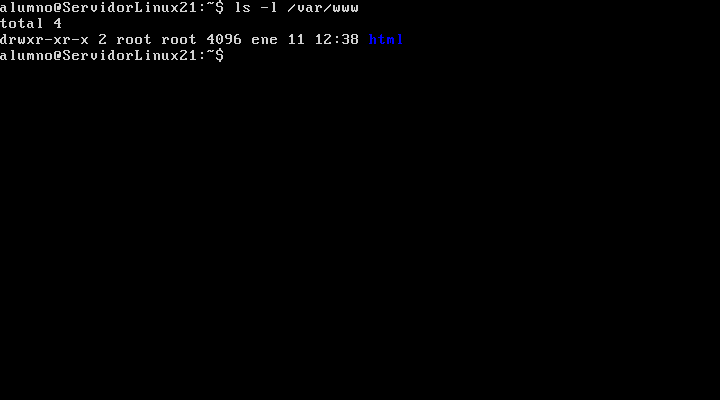 alumno@ServidorLinux21:~$ ls -l /var/www
total 4
drwxr-xr-x 2 root root 4096 ene 11 12:38 html
alumno@ServidorLinux21:~$